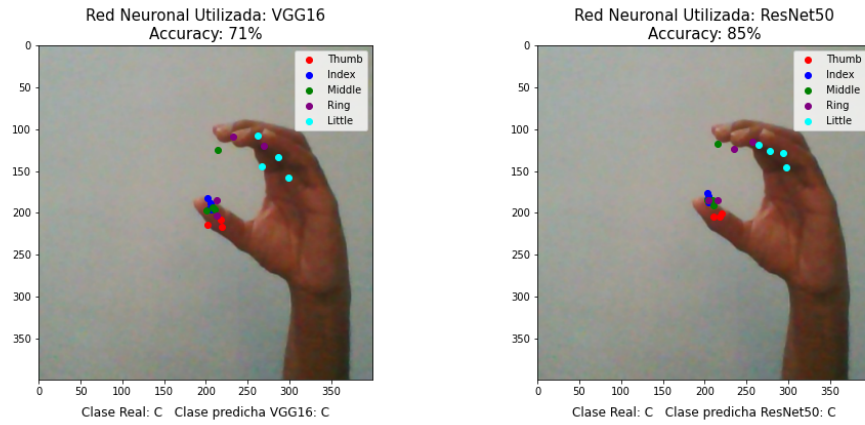 Red Neuronal Utilizada: VGG16
Accuracy: 71%
0
50
100
150
200
250
300
350
0 50 100 150 200 250 300 350
Thumb
Index
Middle
Ring
Little
Clase Real: C Clase predicha VGG16: C
Red Neuronal Utilizada: ResNet50
Accuracy: 85%
0
50
100
150
200
250
300
350
0 50 100 150 200 250 300 350
Thumb
Index
Middle
Ring
Little
Clase Real: C Clase predicha ResNet50: C